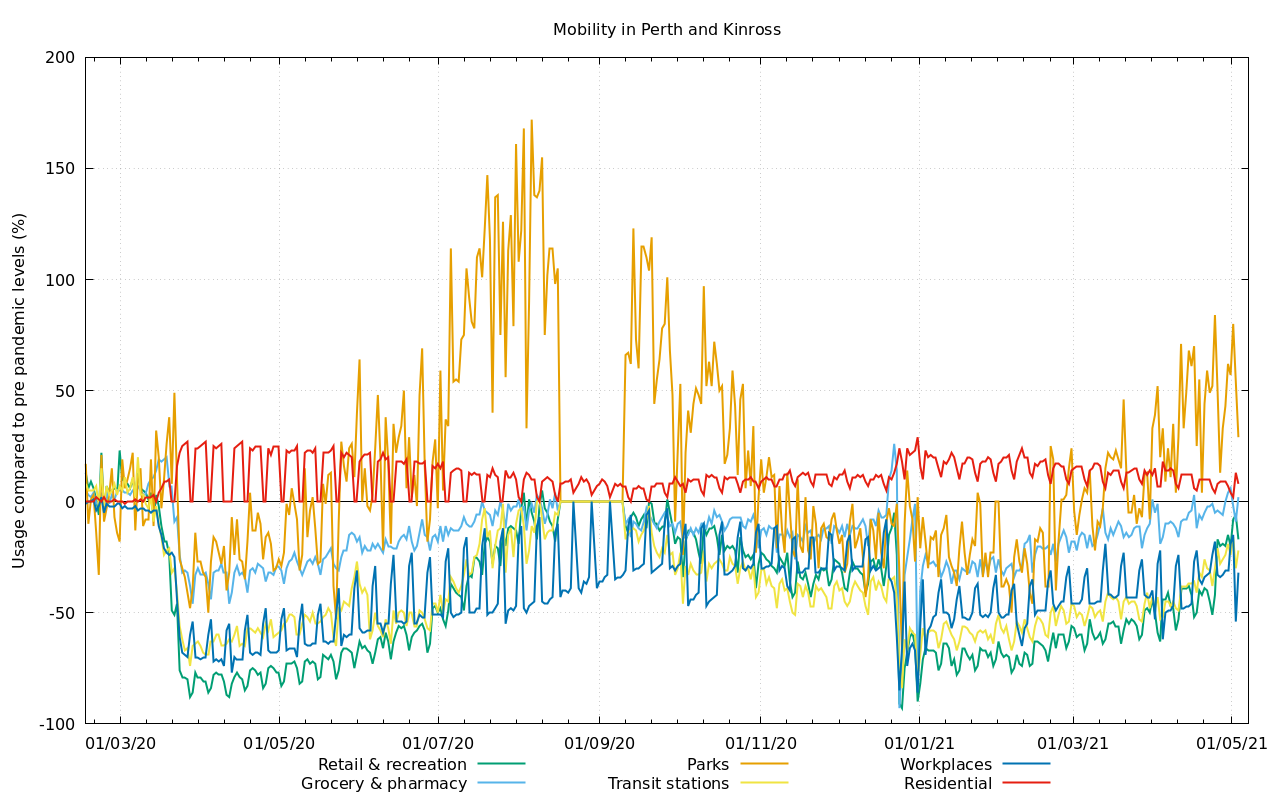 Mobility in Perth and Kinross
Usage compared to pre pandemic levels (%)
200
150
100
50
0
-50
-100
01/03/20 01/05/20 01/07/20 01/09/20 01/11/20 01/01/21 01/03/21 01/05/21
Retail & recreation Parks Workplaces
Grocery & pharmacy Transit stations Residential